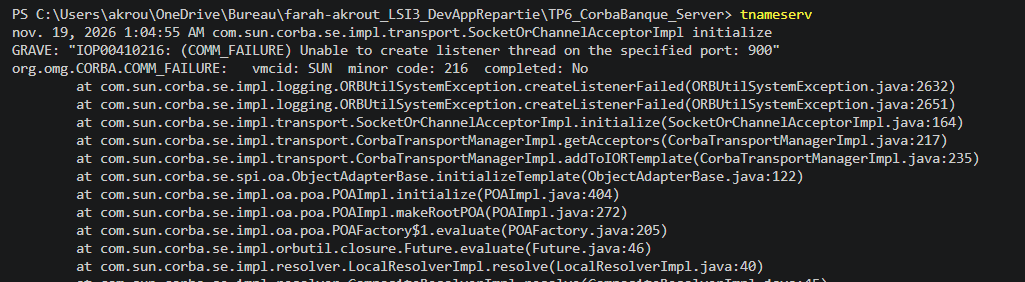 PS C:\Users\akrou\OneDrive\Bureau\farah-akrout_LSI3_DevAppRepartie\TP6_CorbaBanque_Server> tnameserv
nov. 19, 2026 1:04:55 AM com.sun.corba.se.impl.transport.SocketOrChannelAcceptorImpl initialize
GRAVE: "IOP00410216: (COMM_FAILURE) Unable to create listener thread on the specified port: 900"
org.omg.CORBA.COMM_FAILURE:   vmcid: SUN  minor code: 216  completed: No
        at com.sun.corba.se.impl.logging.ORBUtilSystemException.createListenerFailed(ORBUtilSystemException.java:2632)
        at com.sun.corba.se.impl.logging.ORBUtilSystemException.createListenerFailed(ORBUtilSystemException.java:2651)
        at com.sun.corba.se.impl.transport.SocketOrChannelAcceptorImpl.initialize(SocketOrChannelAcceptorImpl.java:164)
        at com.sun.corba.se.impl.transport.CorbaTransportManagerImpl.getAcceptors(CorbaTransportManagerImpl.java:217)
        at com.sun.corba.se.impl.transport.CorbaTransportManagerImpl.addToIORTemplate(CorbaTransportManagerImpl.java:235)
        at com.sun.corba.se.spi.oa.ObjectAdapterBase.initializeTemplate(ObjectAdapterBase.java:122)
        at com.sun.corba.se.impl.oa.poa.POAImpl.initialize(POAImpl.java:404)
        at com.sun.corba.se.impl.oa.poa.POAImpl.makeRootPOA(POAImpl.java:272)
        at com.sun.corba.se.impl.oa.poa.POAFactory$1.evaluate(POAFactory.java:205)
        at com.sun.corba.se.impl.orbutil.closure.Future.evaluate(Future.java:46)
        at com.sun.corba.se.impl.resolver.LocalResolverImpl.resolve(LocalResolverImpl.java:40)